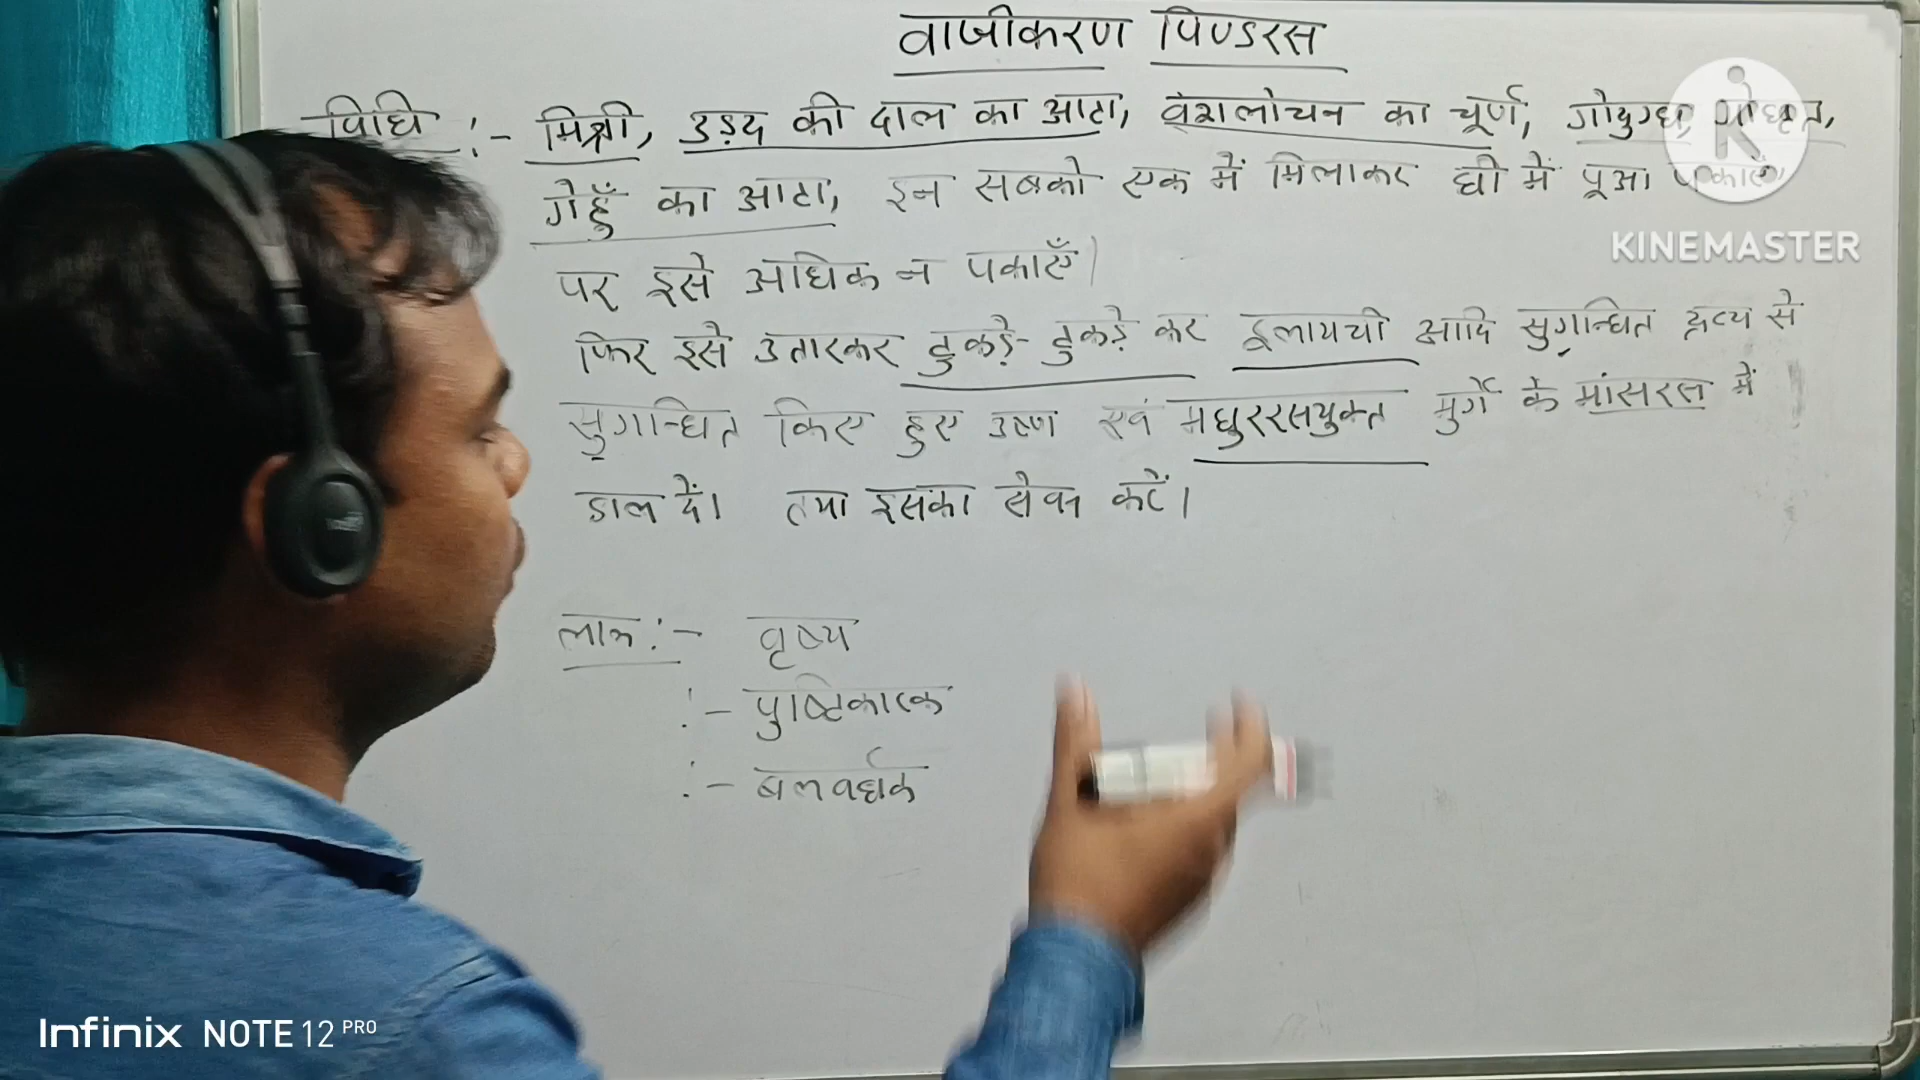 वाजीकरण पिण्डरस
विधि :- मिश्री, उड़द की दाल का आटा, वंशलोचन का चूर्ण, गोदुग्ध, गोघृत,
गेहूँ का आटा, इन सबको एक में मिलाकर घी में पूआ पकाएं
पर इसे अधिक न पकाएँ।
फिर इसे उतारकर टुकड़े-टुकड़े कर इलायची आदि सुगन्धित द्रव्य से
सुगन्धित किए हुए उष्ण एवं मधुररसयुक्त मुर्गे के मांसरस में
डाल दें। तथा इसका सेवन करें।
लाभ :- वृष्य
:- पुष्टिकारक
:- बलवर्धक
KINEMASTER
Infinix NOTE 12 PRO